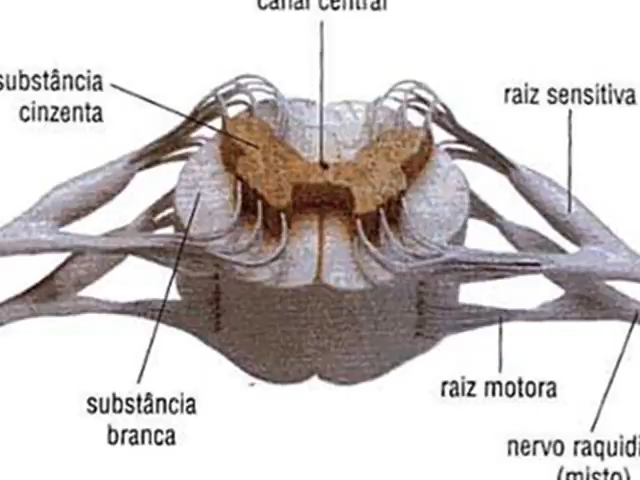 canal central
substância
cinzenta
raiz sensitiva
substância
branca
raiz motora
nervo raquidi
(misto)